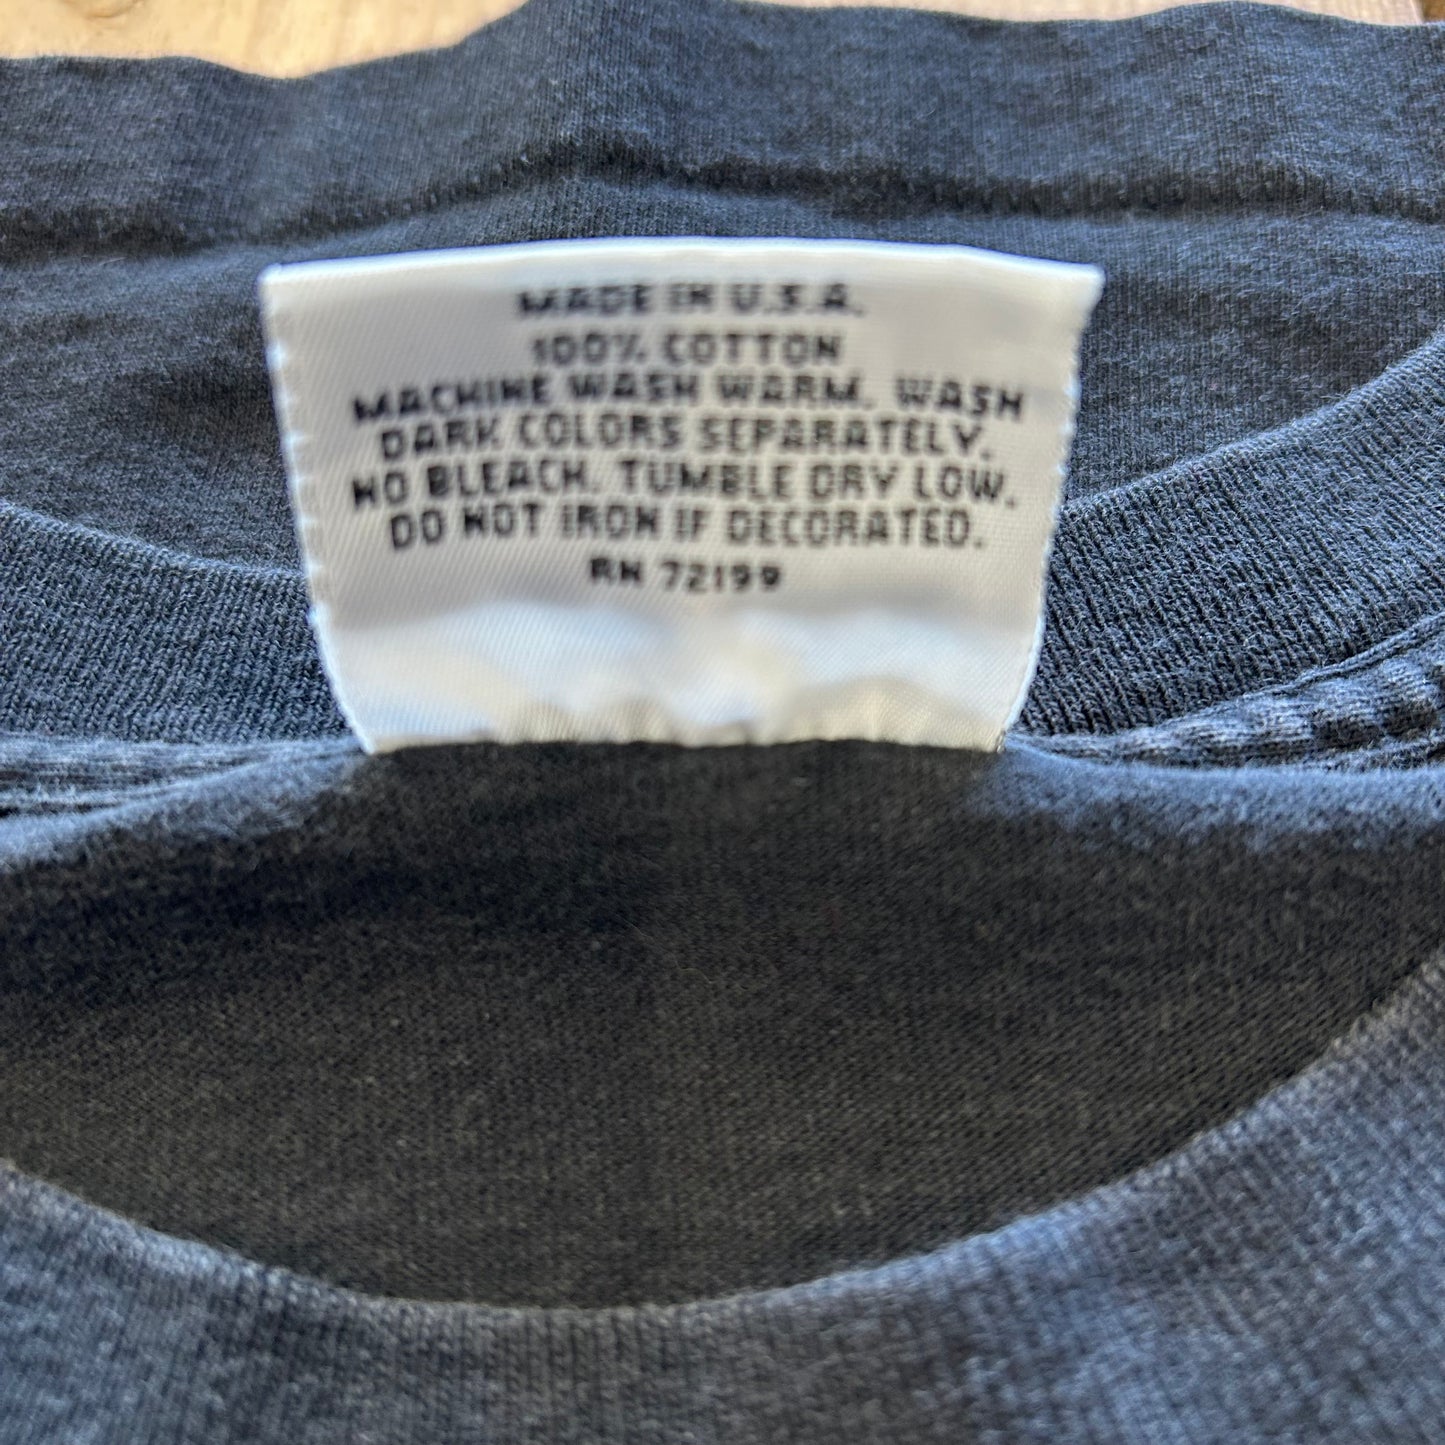 MADE IN U.S.A.
100% COTTON
MACHINE WASH WARM. WASH
DARK COLORS SEPARATELY.
NO BLEACH. TUMBLE DRY LOW.
DO NOT IRON IF DECORATED.
RN 72199